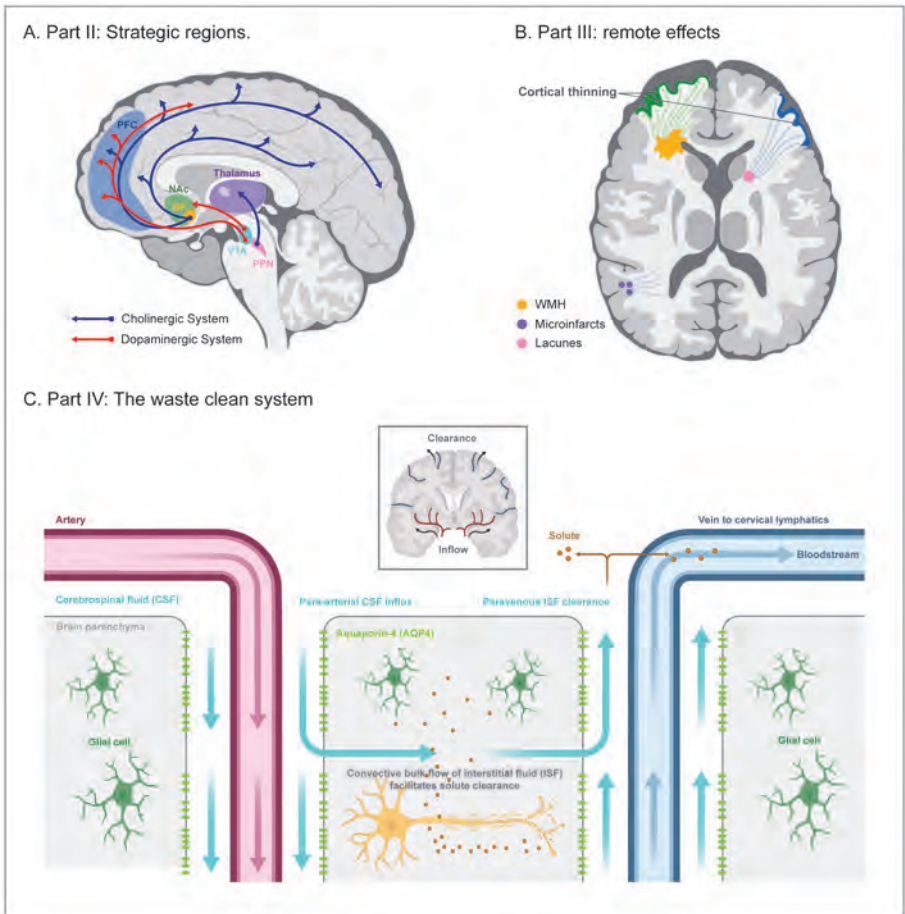 A. Part II: Strategic regions.
PFC
NAc
BF
Thalamus
VTA
PPN
Cholinergic System
Dopaminergic System
B. Part III: remote effects
Cortical thinning
WMH
Microinfarcts
Lacunes
C. Part IV: The waste clean system
Clearance
Inflow
Artery
Solute
Vein to cervical lymphatics
Bloodstream
Cerebrospinal fluid (CSF)
Para-arterial CSF influx
Paravenous ISF clearance
Brain parenchyma
Aquaporin-4 (AQP4)
Glial cell
Glial cell
Convective bulk flow of interstitial fluid (ISF)
facilitates solute clearance